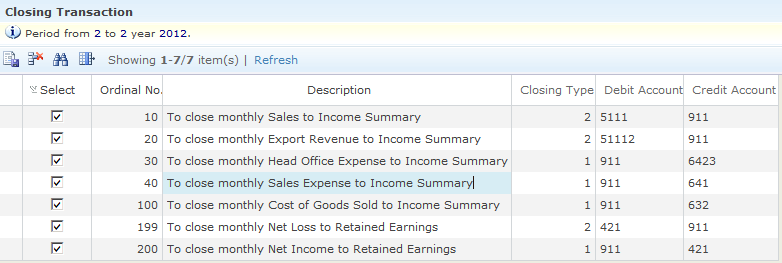 Closing Transaction
Period from 2 to 2 year 2012.
Showing 1-7/7 item(s) | Refresh
Select Ordinal No. Description Closing Type Debit Account Credit Account
10 To close monthly Sales to Income Summary 2 5111 911
20 To close monthly Export Revenue to Income Summary 2 51112 911
30 To close monthly Head Office Expense to Income Summary 1 911 6423
40 To close monthly Sales Expense to Income Summary 1 911 641
100 To close monthly Cost of Goods Sold to Income Summary 1 911 632
199 To close monthly Net Loss to Retained Earnings 2 421 911
200 To close monthly Net Income to Retained Earnings 1 911 421